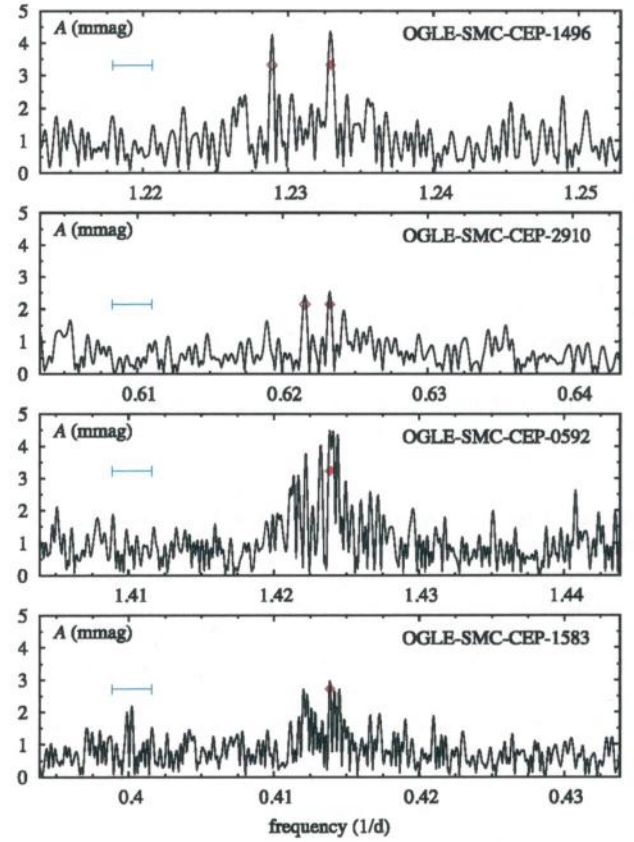 A (mmag) OGLE-SMC-CEP-1496
5
4
3
2
1
0
1.22 1.23 1.24 1.25
A (mmag) OGLE-SMC-CEP-2910
5
4
3
2
1
0
0.61 0.62 0.63 0.64
A (mmag) OGLE-SMC-CEP-0592
5
4
3
2
1
0
1.41 1.42 1.43 1.44
A (mmag) OGLE-SMC-CEP-1583
5
4
3
2
1
0
0.4 0.41 0.42 0.43
frequency (1/d)